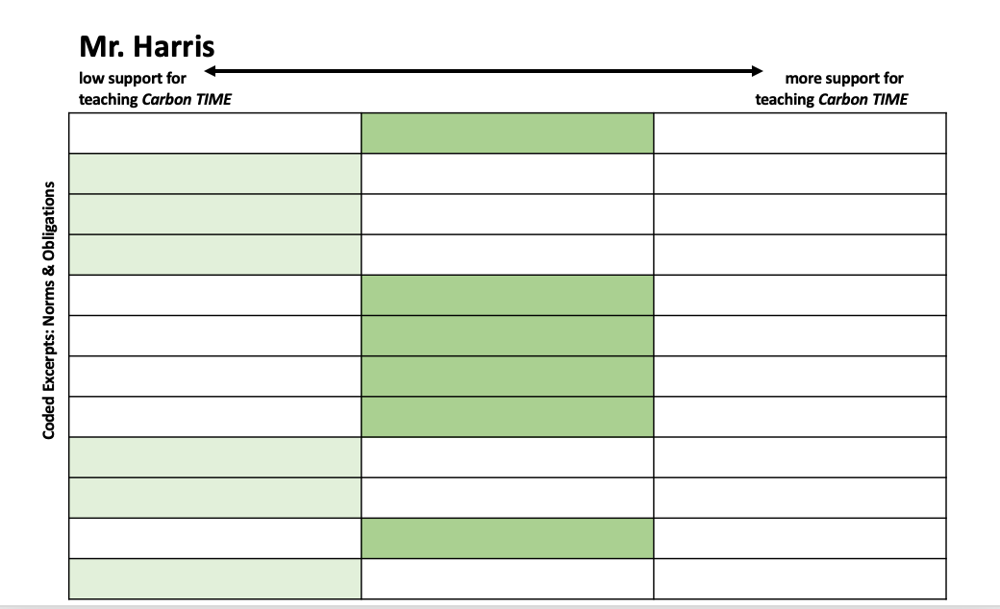 Mr. Harris
low support for
teaching Carbon TIME
more support for
teaching Carbon TIME
Coded Excerpts: Norms & Obligations